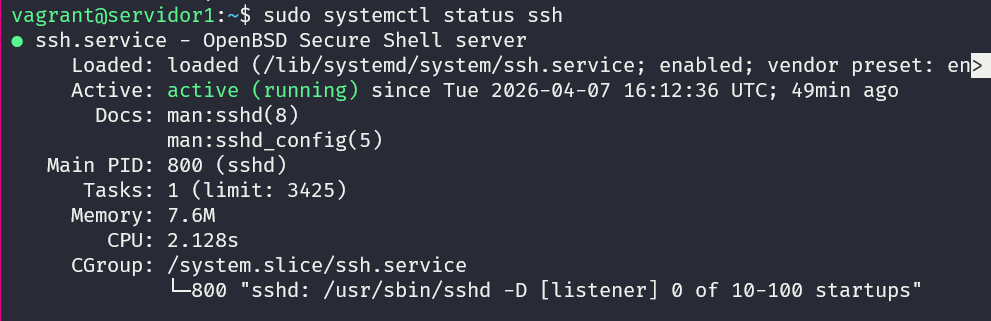 vagrant@servidor1:~$ sudo systemctl status ssh
● ssh.service - OpenBSD Secure Shell server
     Loaded: loaded (/lib/systemd/system/ssh.service; enabled; vendor preset: en>
     Active: active (running) since Tue 2026-04-07 16:12:36 UTC; 49min ago
       Docs: man:sshd(8)
             man:sshd_config(5)
   Main PID: 800 (sshd)
      Tasks: 1 (limit: 3425)
     Memory: 7.6M
        CPU: 2.128s
     CGroup: /system.slice/ssh.service
             └─800 "sshd: /usr/sbin/sshd -D [listener] 0 of 10-100 startups"